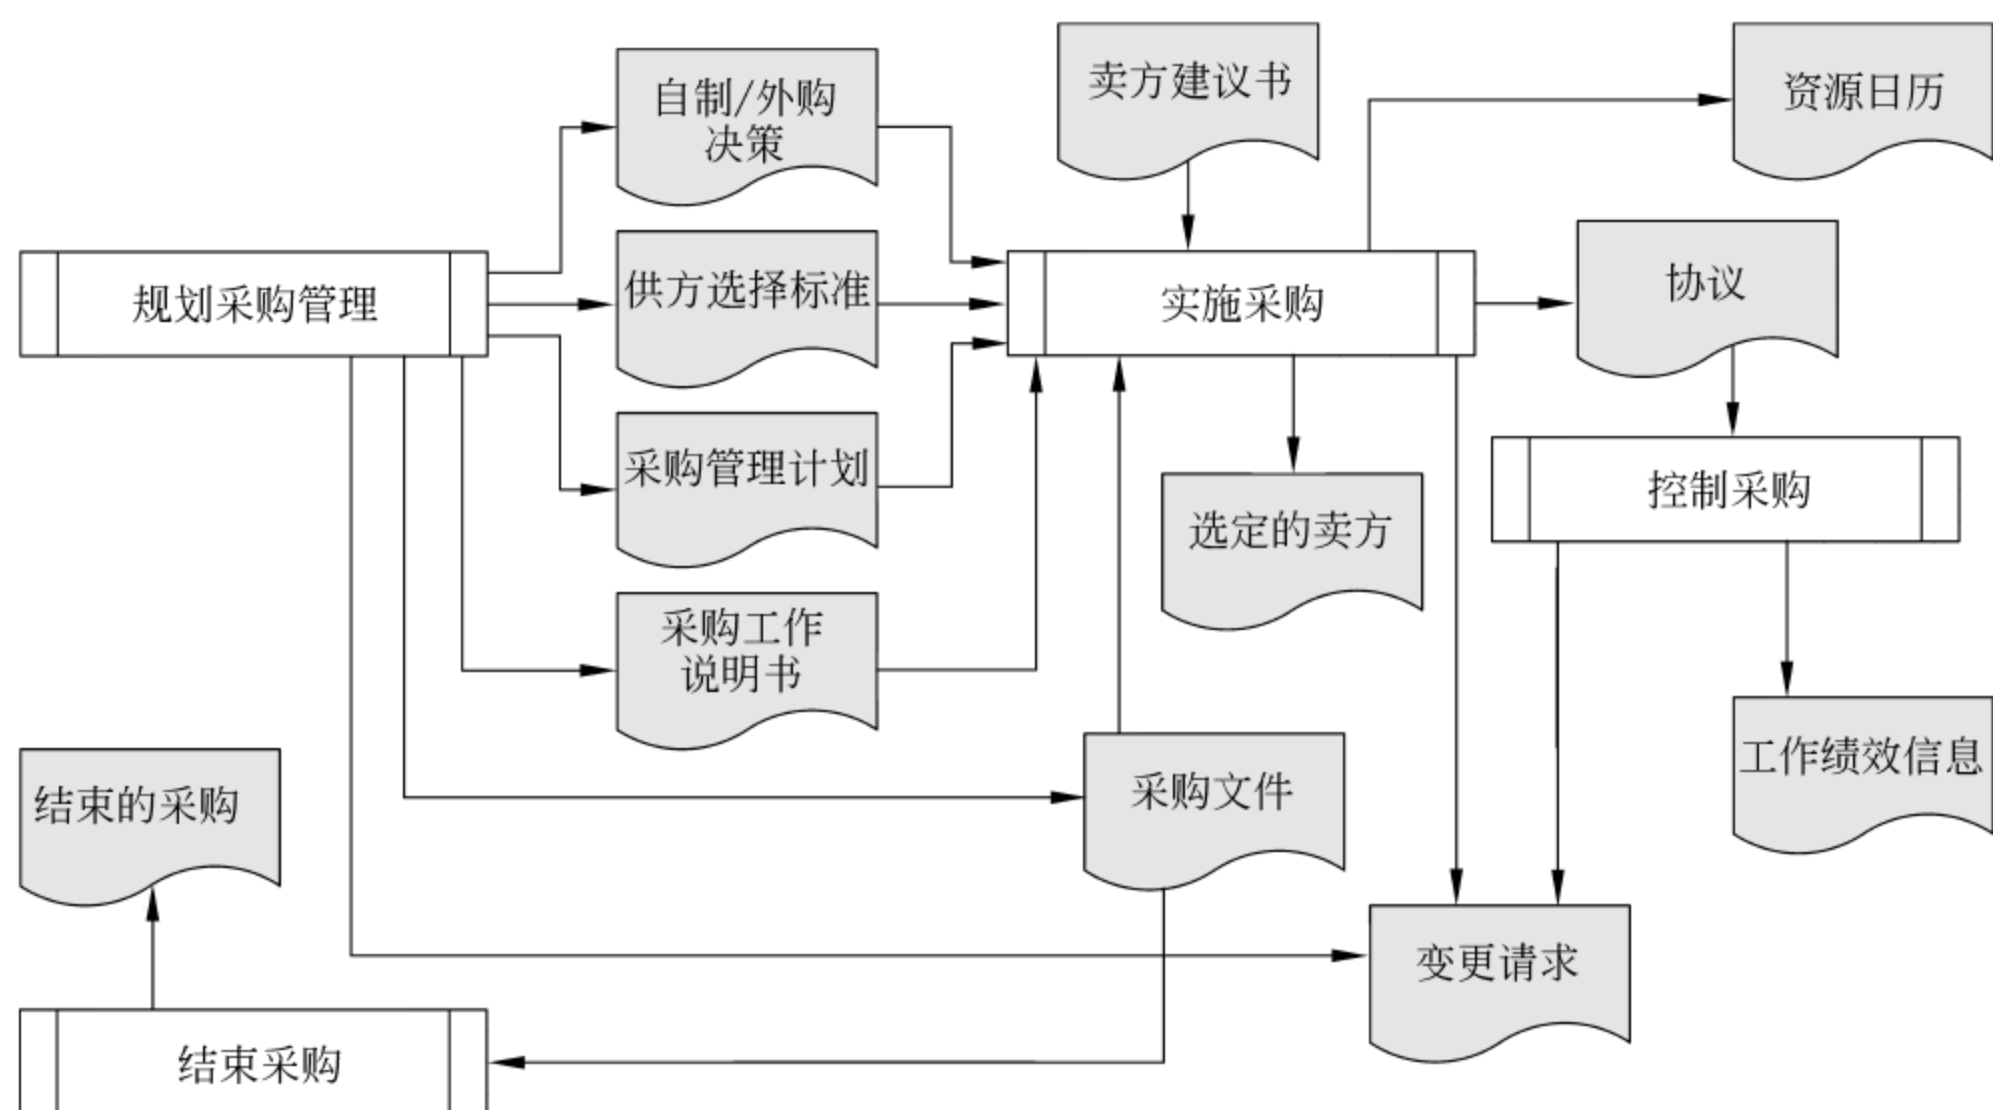 自制/外购
决策
卖方建议书
资源日历
规划采购管理
供方选择标准
实施采购
协议
采购管理计划
选定的卖方
控制采购
采购工作
说明书
结束的采购
采购文件
工作绩效信息
变更请求
结束采购